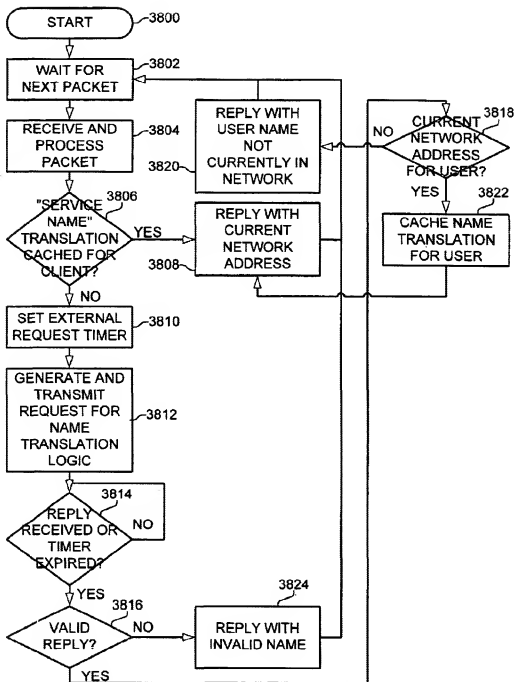 START
3800
WAIT FOR
NEXT PACKET
3802
RECEIVE AND
PROCESS
PACKET
3804
"SERVICE
NAME"
TRANSLATION
CACHED FOR
CLIENT?
3806
YES
NO
REPLY WITH
CURRENT
NETWORK
ADDRESS
3808
SET EXTERNAL
REQUEST TIMER
3810
GENERATE AND
TRANSMIT
REQUEST FOR
NAME
TRANSLATION
LOGIC
3812
REPLY
RECEIVED OR
TIMER
EXPIRED?
3814
NO
YES
VALID
REPLY?
3816
NO
YES
REPLY WITH
INVALID NAME
3824
CURRENT
NETWORK
ADDRESS
FOR USER?
3818
NO
YES
REPLY WITH
USER NAME
NOT
CURRENTLY IN
NETWORK
3820
CACHE NAME
TRANSLATION
FOR USER
3822